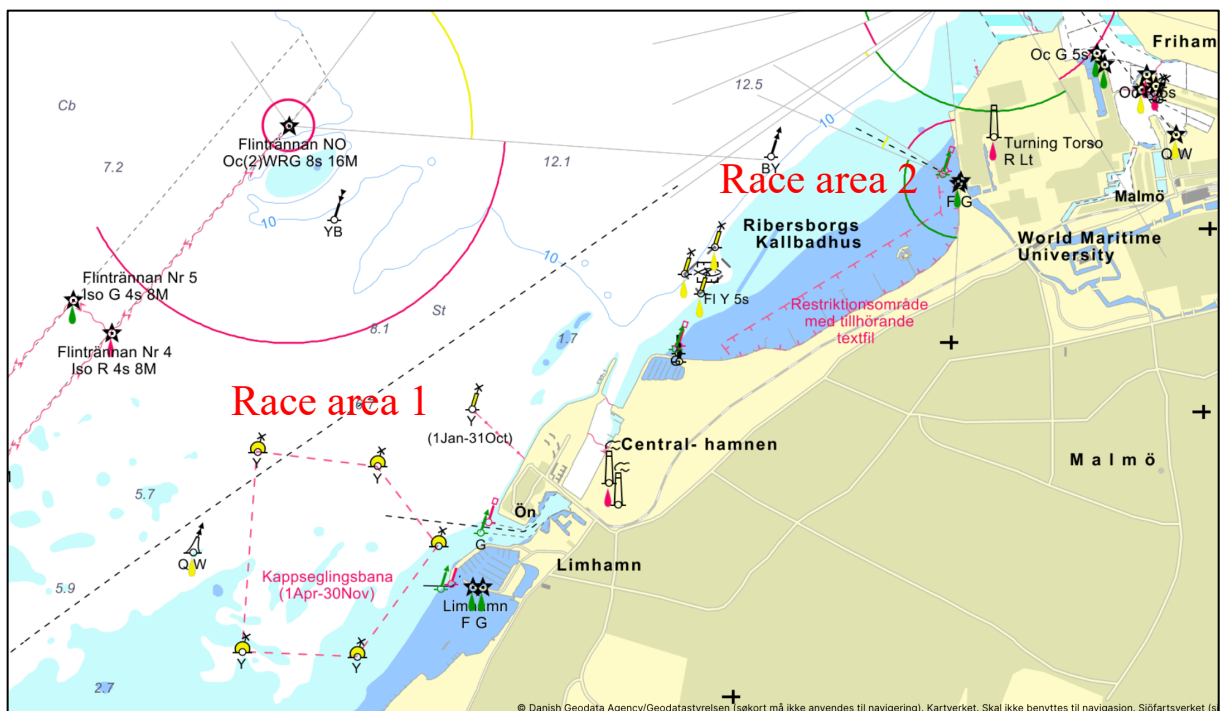 Friham
Oc G 5s
12.5
Cb
Flintrännan NO
Oc(2)WRG 8s 16M
Turning Torso
R Lt
Q W
7.2
12.1
10
BY
Race area 2
F G
Malmö
10
YB
Ribersborgs
Kallbadhus
World Maritime
University
10
Flintrännan Nr 5
Iso G 4s 8M
Fl Y 5s
Restriktionsområde
med tillhörande
textfil
St
8.1
1.7
Flintrännan Nr 4
Iso R 4s 8M
Race area 1
Y
(1Jan-31Oct)
Central- hamnen
Y
Y
Malmö
5.7
Ön
G
Q W
Limhamn
Kappseglingsbana
(1Apr-30Nov)
5.9
Limhamn
F G
Y
Y
2.7
© Danish Geodata Agency/Geodatastyrelsen (søkort må ikke anvendes til navigering), Kartverket. Skal ikke benyttes til navigasjon, Sjöfartsverket (s